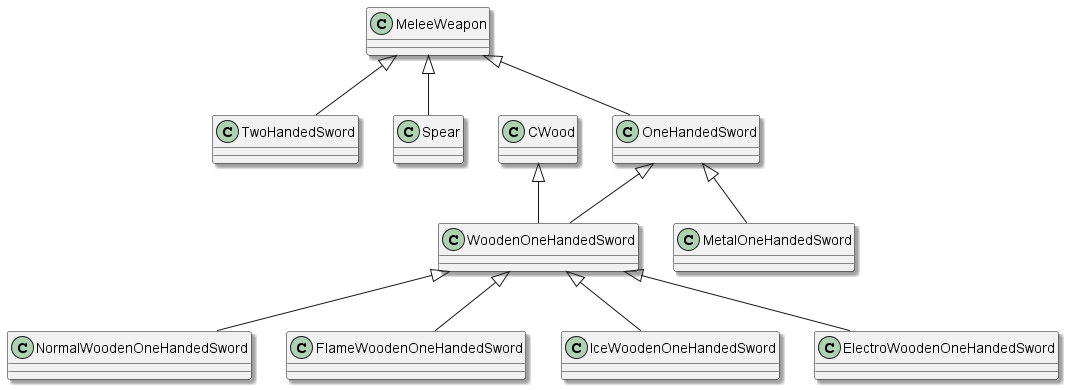 C MeleeWeapon
C TwoHandedSword
C Spear
C CWood
C OneHandedSword
C WoodenOneHandedSword
C MetalOneHandedSword
C NormalWoodenOneHandedSword
C FlameWoodenOneHandedSword
C IceWoodenOneHandedSword
C ElectroWoodenOneHandedSword